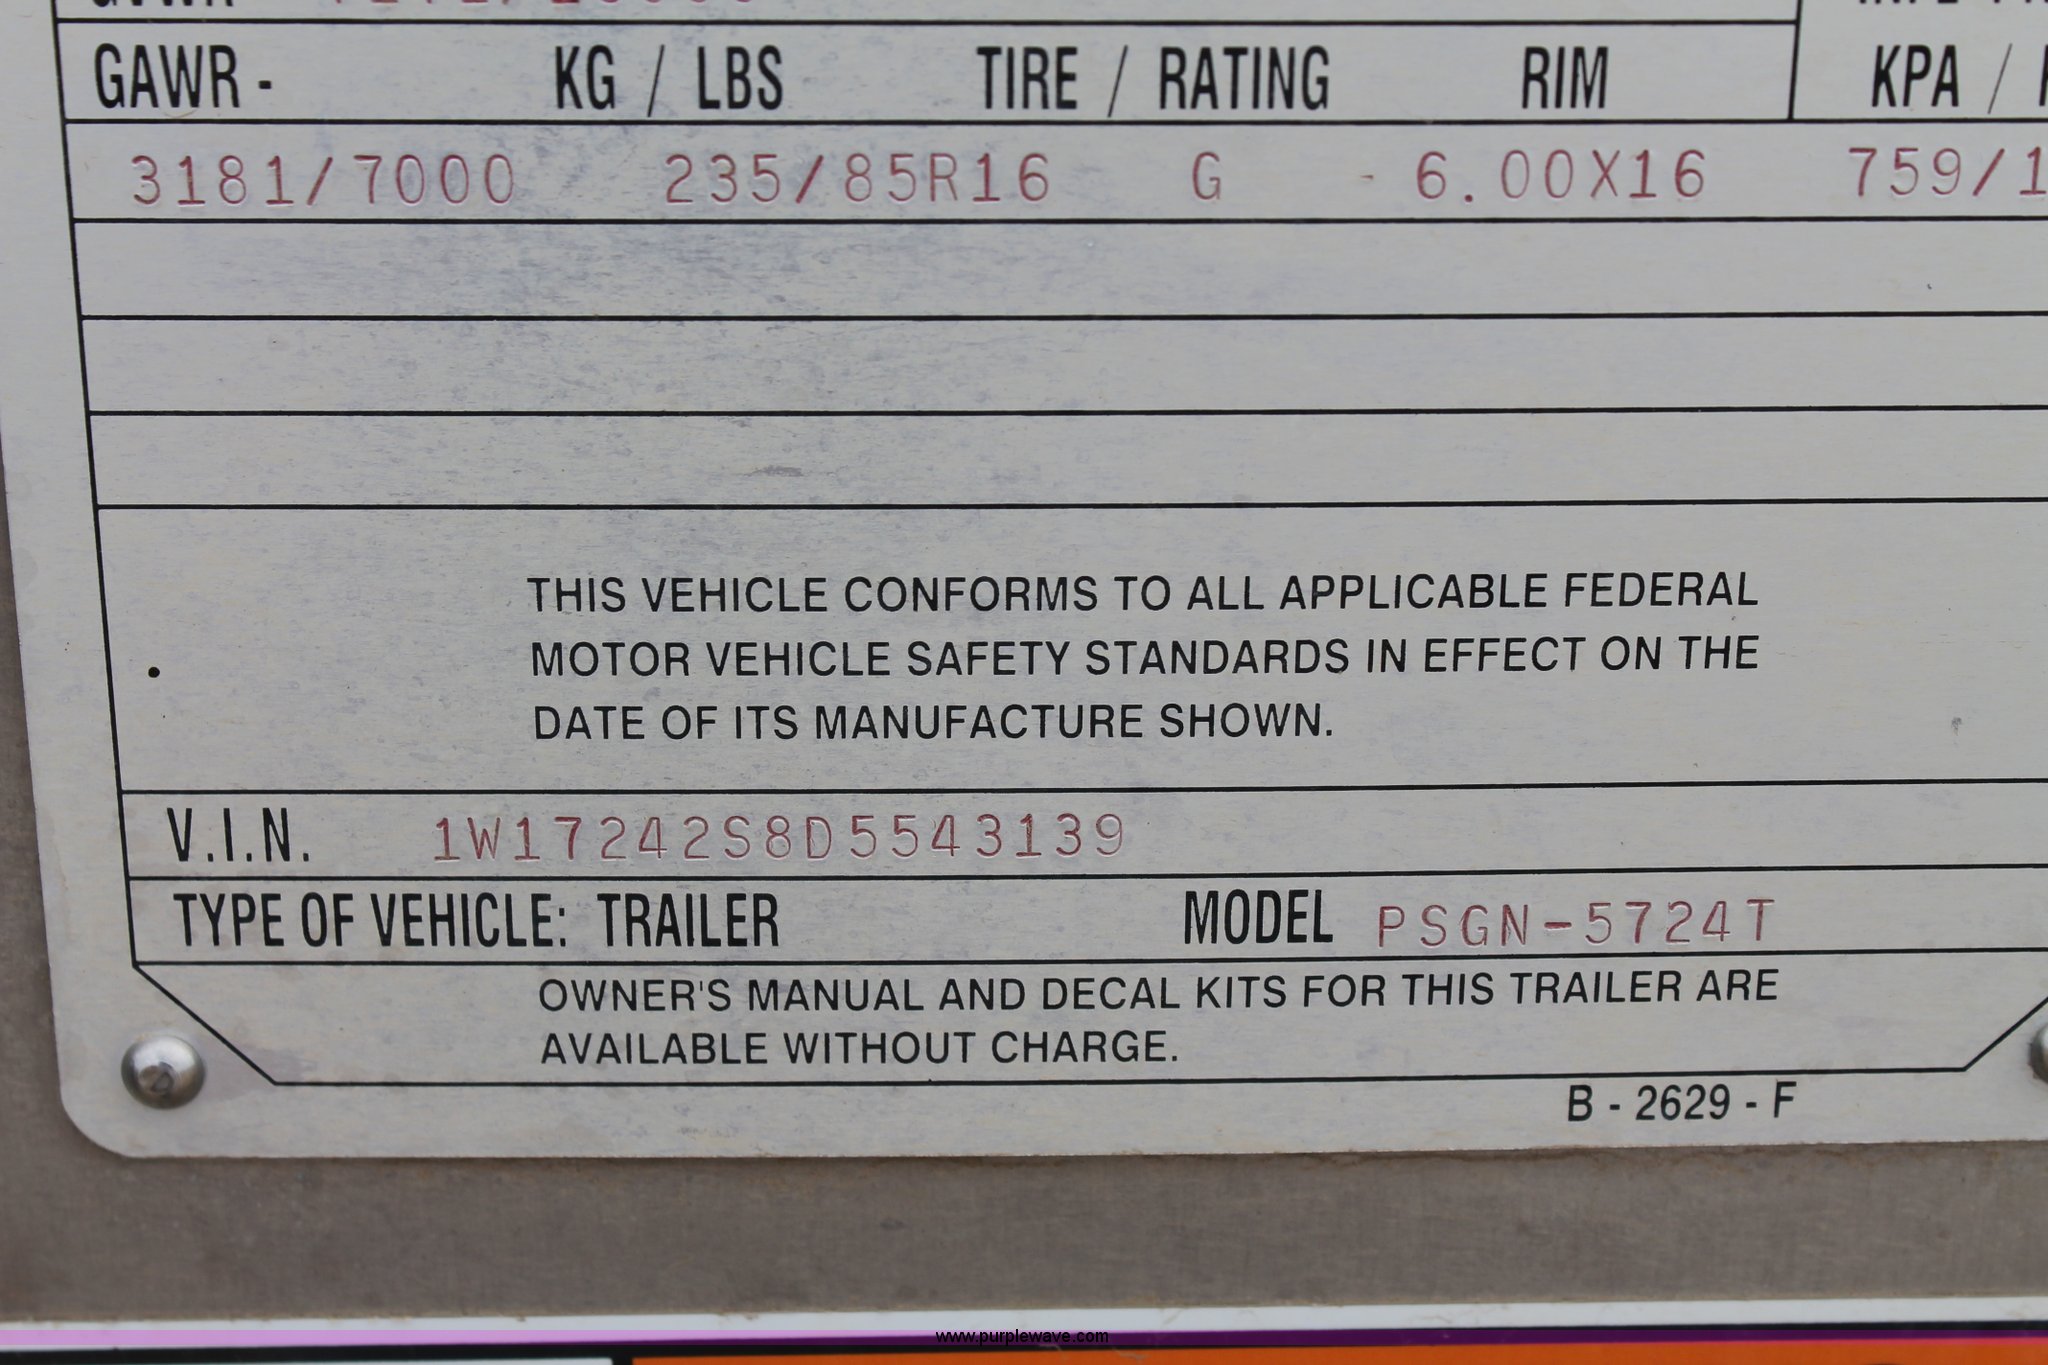 GAWR - KG / LBS TIRE / RATING RIM KPA /
3181/7000 235/85R16 G - 6.00X16 759/1
THIS VEHICLE CONFORMS TO ALL APPLICABLE FEDERAL
MOTOR VEHICLE SAFETY STANDARDS IN EFFECT ON THE
DATE OF ITS MANUFACTURE SHOWN.
V.I.N. 1W17242S8D5543139
TYPE OF VEHICLE: TRAILER MODEL PSGN-5724T
OWNER'S MANUAL AND DECAL KITS FOR THIS TRAILER ARE
AVAILABLE WITHOUT CHARGE.
B - 2629 - F
www.purplewave.com